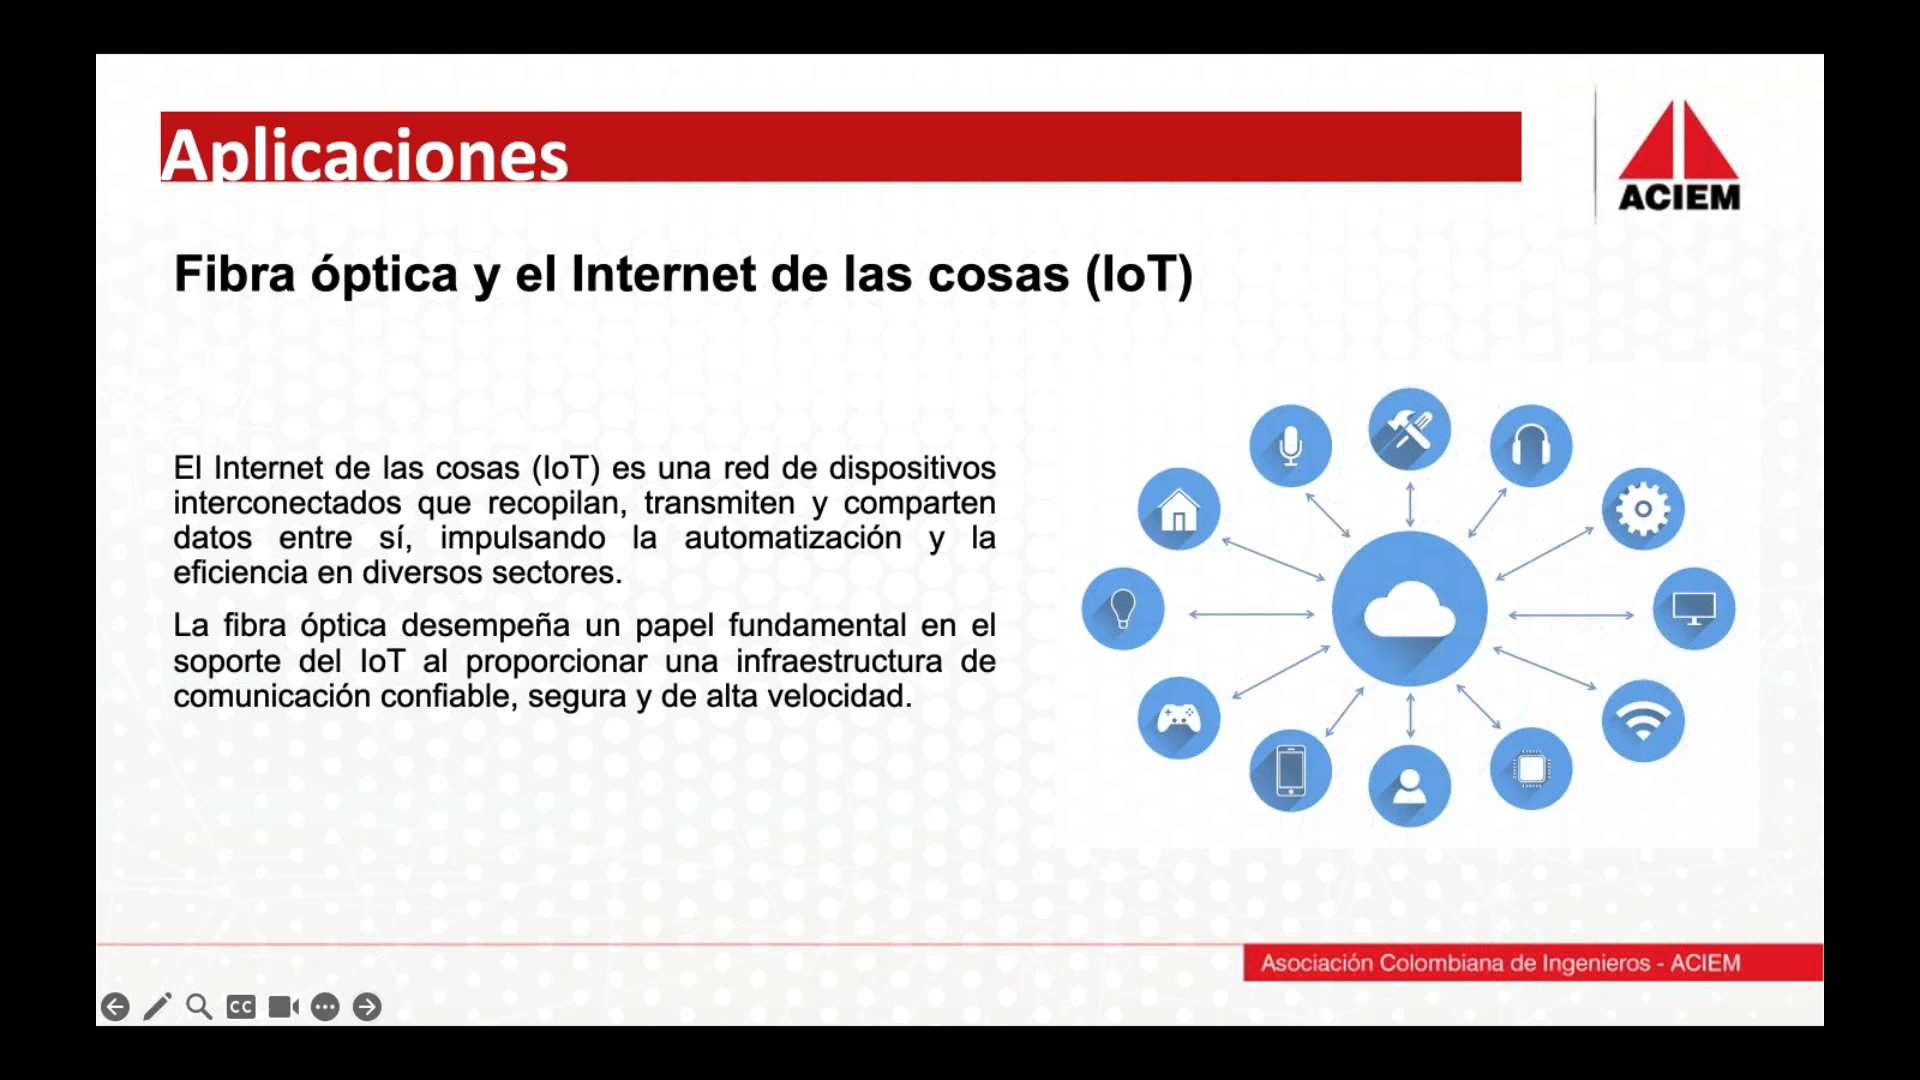 Aplicaciones
ACIEM
Fibra óptica y el Internet de las cosas (IoT)
El Internet de las cosas (IoT) es una red de dispositivos
interconectados que recopilan, transmiten y comparten
datos entre sí, impulsando la automatización y la
eficiencia en diversos sectores.
La fibra óptica desempeña un papel fundamental en el
soporte del IoT al proporcionar una infraestructura de
comunicación confiable, segura y de alta velocidad.
Asociación Colombiana de Ingenieros - ACIEM
CC